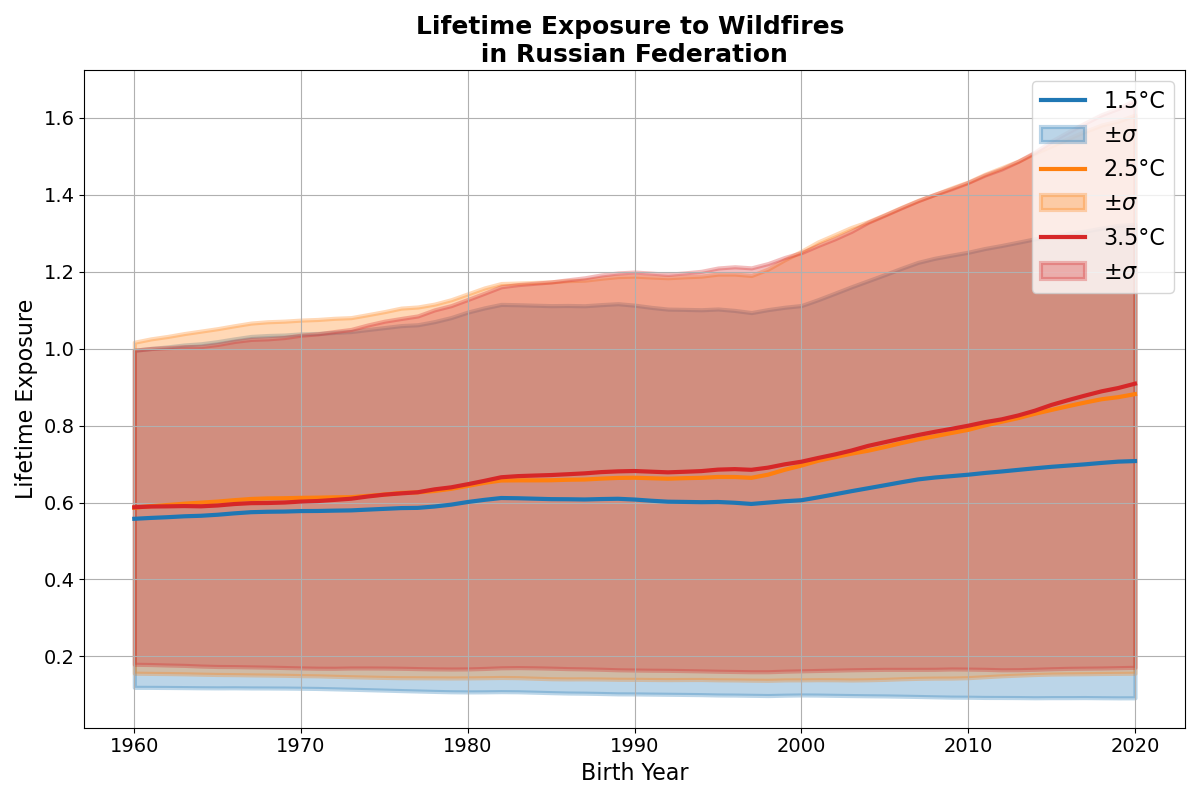 Lifetime Exposure to Wildfires
in Russian Federation
1.5°C
±σ
2.5°C
±σ
3.5°C
±σ
Lifetime Exposure
1.6
1.4
1.2
1.0
0.8
0.6
0.4
0.2
1960 1970 1980 1990 2000 2010 2020
Birth Year